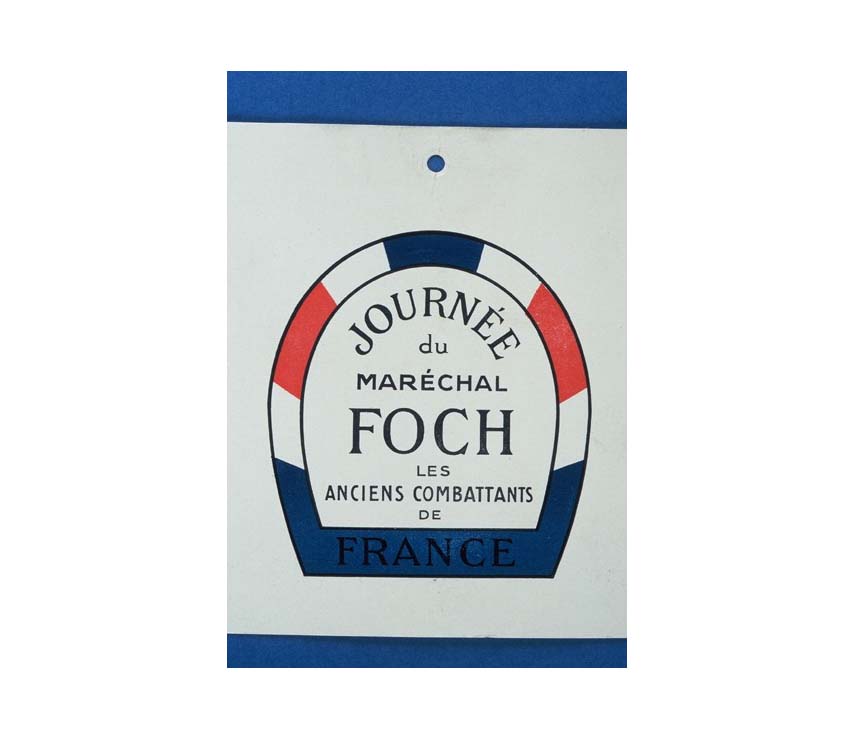 JOURNÉE
du
MARÉCHAL
FOCH
LES
ANCIENS COMBATTANTS
DE
FRANCE